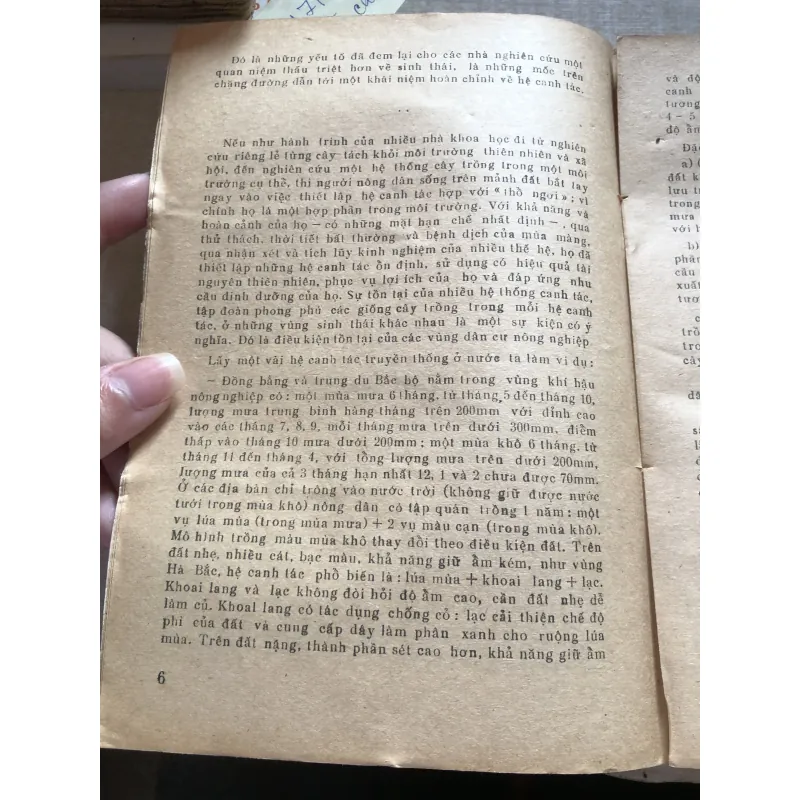 Đó là những yếu tố đã đem lại cho các nhà nghiên cứu một
quan niệm thấu triệt hơn về sinh thái, là những mốc trên
chặng đường dẫn tới một khái niệm hoàn chỉnh về hệ canh tác.
Nếu như hành trình của nhiều nhà khoa học đi từ nghiên
cứu riêng lẻ từng cây tách khỏi môi trường thiên nhiên và xã
hội, đến nghiên cứu một hệ thống cây trồng trong một môi
trường cụ thể, thì người nông dân sống trên mảnh đất bắt tay
ngay vào việc thiết lập hệ canh tác hợp với « thổ ngơi » ; vì
chính họ là một hợp phần trong môi trường. Với khả năng và
hoàn cảnh của họ — có những mặt hạn chế nhất định —, qua
thử thách, thời tiết bất thường và bệnh dịch của mùa màng,
qua nhận xét và tích lũy kinh nghiệm của nhiều thế hệ, họ đã
thiết lập những hệ canh tác ổn định, sử dụng có hiệu quả tài
nguyên thiên nhiên, phục vụ lợi ích của họ và đáp ứng nhu
cầu dinh dưỡng của họ. Sự tồn tại của nhiều hệ thống canh tác,
tập đoàn phong phú các giống cây trồng trong mỗi hệ canh
tác, ở những vùng sinh thái khác nhau là một sự kiện có ý
nghĩa. Đó là điều kiện tồn tại của các vùng dân cư nông nghiệp
Lấy một vài hệ canh tác truyền thống ở nước ta làm ví dụ :
— Đồng bằng và trung du Bắc bộ nằm trong vùng khí hậu
nông nghiệp có : một mùa mưa 6 tháng, từ tháng 5 đến tháng 10,
lượng mưa trung bình hàng tháng trên 200mm với đỉnh cao
vào các tháng 7, 8, 9, mỗi tháng mưa trên dưới 300mm, điểm
thấp vào tháng 10 mưa dưới 200mm ; một mùa khô 6 tháng, từ
tháng 11 đến tháng 4, với tổng lượng mưa trên dưới 200mm,
lượng mưa của cả 3 tháng hạn nhất 12, 1 và 2 chưa được 70mm.
Ở các địa bàn chỉ trông vào nước trời (không giữ được nước
tưới trong mùa khô) nông dân có tập quán trồng 1 năm : một
vụ lúa mùa (trong mùa mưa) + 2 vụ màu cạn (trong mùa khô).
Mô hình trồng màu mùa khô thay đổi theo điều kiện đất. Trên
đất nhẹ, nhiều cát, bạc màu, khả năng giữ ẩm kém, như vùng
Hà Bắc, hệ canh tác phổ biến là : lúa mùa + khoai lang + lạc.
Khoai lang và lạc không đòi hỏi độ ẩm cao, cần đất nhẹ dễ
làm củ. Khoai lang có tác dụng chống cỏ : lạc cải thiện chế độ
phì của đất và cung cấp dây làm phân xanh cho ruộng lúa
mùa. Trên đất nặng, thành phần sét cao hơn, khả năng giữ ẩm
6
và độ
canh
tương
4 – 5
độ ẩm
Đặc
a) (
đất k
lưu t
trong
mưa
với h
b)
phân
cấu
xuất
tươ
c
trồ
trồng
cây
dâ
s
lã
đ
n